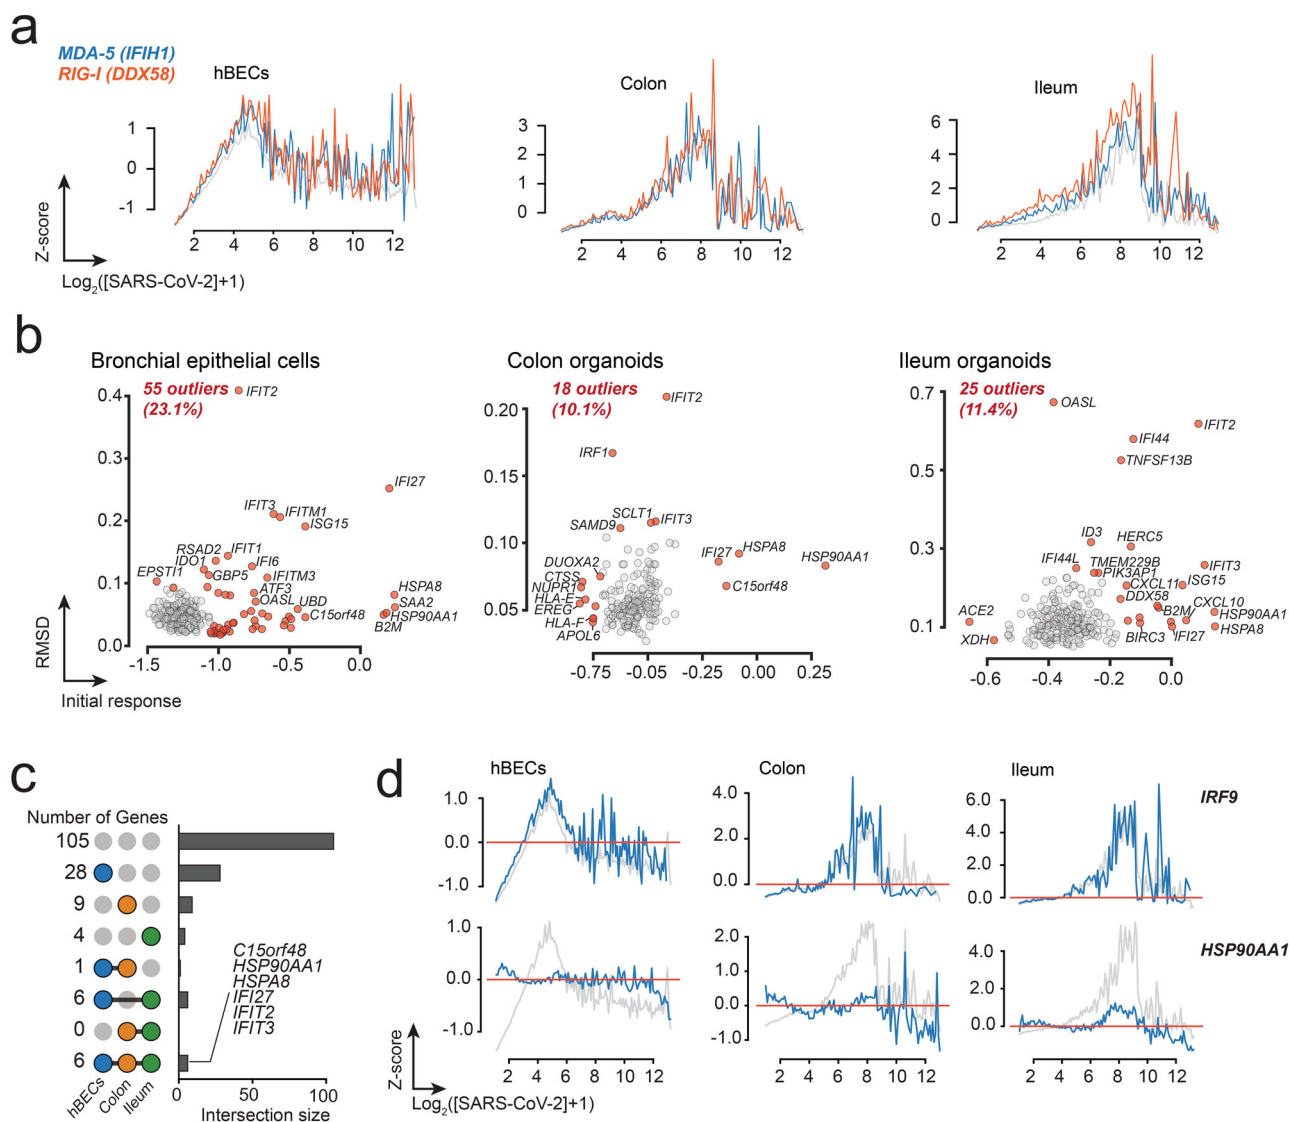 a
MDA-5 (IFIH1)
RIG-I (DDX58)
hBECs
Colon
Ileum
1
0
-1
3
2
1
0
6
4
2
0
2 4 6 8 10 12
2 4 6 8 10 12
2 4 6 8 10 12
Z-score
Log2([SARS-CoV-2]+1)
b
Bronchial epithelial cells
55 outliers
(23.1%)
0.4
0.3
0.2
0.1
0.0
IFIT2
IFI27
IFIT3
IFITM1
ISG15
RSAD2
IFIT1
IDO1
IFI6
EPSTI1
GBP5
IFITM3
ATF3
HSPA8
OASL
UBD
SAA2
C15orf48
HSP90AA1
B2M
-1.5 -1.0 -0.5 0.0
RMSD
Initial response
Colon organoids
18 outliers
(10.1%)
0.20
0.15
0.10
0.05
IFIT2
IRF1
SCLT1
IFIT3
SAMD9
IFI27
HSPA8
HSP90AA1
DUOXA2
CTSS
NUPR1
C15orf48
HLA-E
EREG
HLA-F
APOL6
-0.75 -0.05 -0.25 0.00 0.25
Ileum organoids
25 outliers
(11.4%)
0.7
0.5
0.3
0.1
OASL
IFIT2
IFI44
TNFSF13B
ID3
HERC5
IFI44L
TMEM229B
IFIT3
PIK3AP1
CXCL11
ISG15
DDX58
CXCL10
ACE2
B2M
HSP90AA1
XDH
BIRC3
IFI27
HSPA8
-0.6 -0.4 -0.2 0.0
c
Number of Genes
105
28
9
4
1
6
0
6
C15orf48
HSP90AA1
HSPA8
IFI27
IFIT2
IFIT3
hBECs
Colon
Ileum
0 50 100
Intersection size
d
hBECs
Colon
Ileum
IRF9
1.0
0.0
-1.0
4.0
2.0
0.0
6.0
4.0
2.0
0.0
HSP90AA1
1.0
0.0
-1.0
2.0
1.0
0.0
-1.0
4.0
2.0
0.0
2 4 6 8 10 12
2 4 6 8 10 12
2 4 6 8 10 12
Z-score
Log2([SARS-CoV-2]+1)